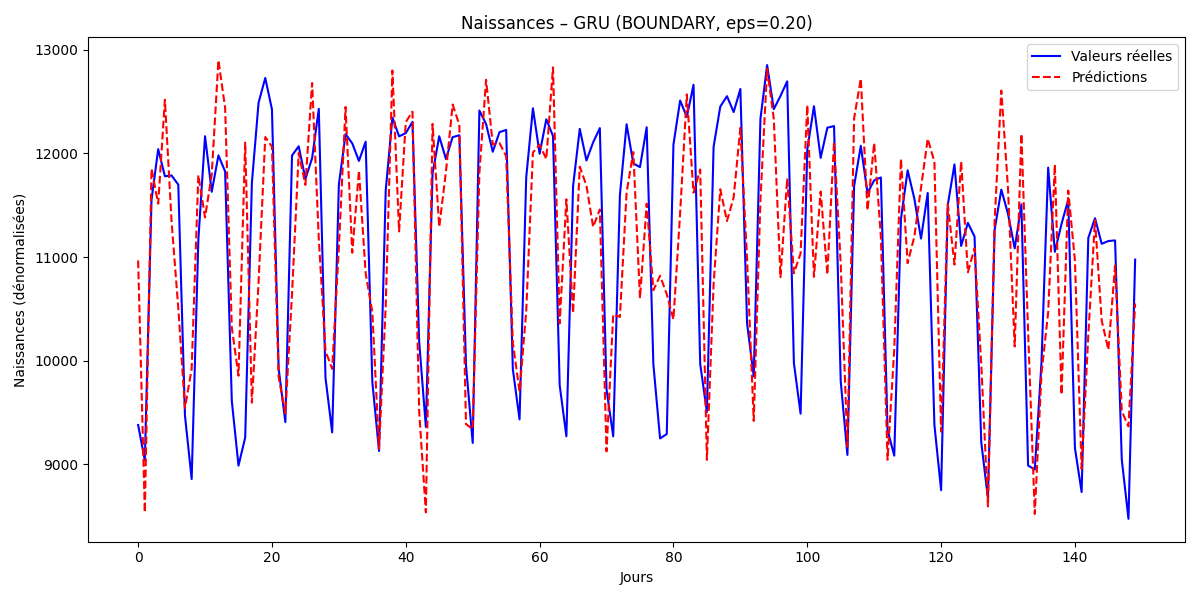 Naissances – GRU (BOUNDARY, eps=0.20)
Valeurs réelles
Prédictions
Naissances (dénormalisées)
13000
12000
11000
10000
9000
0 20 40 60 80 100 120 140
Jours